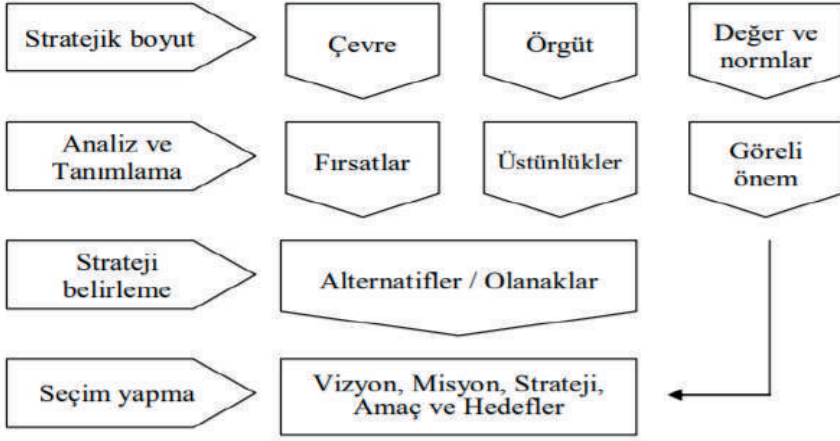 Stratejik boyut
Çevre
Örgüt
Değer ve
normlar
Analiz ve
Tanımlama
Fırsatlar
Üstünlükler
Göreli
önem
Strateji
belirleme
Alternatifler / Olanaklar
Seçim yapma
Vizyon, Misyon, Strateji,
Amaç ve Hedefler